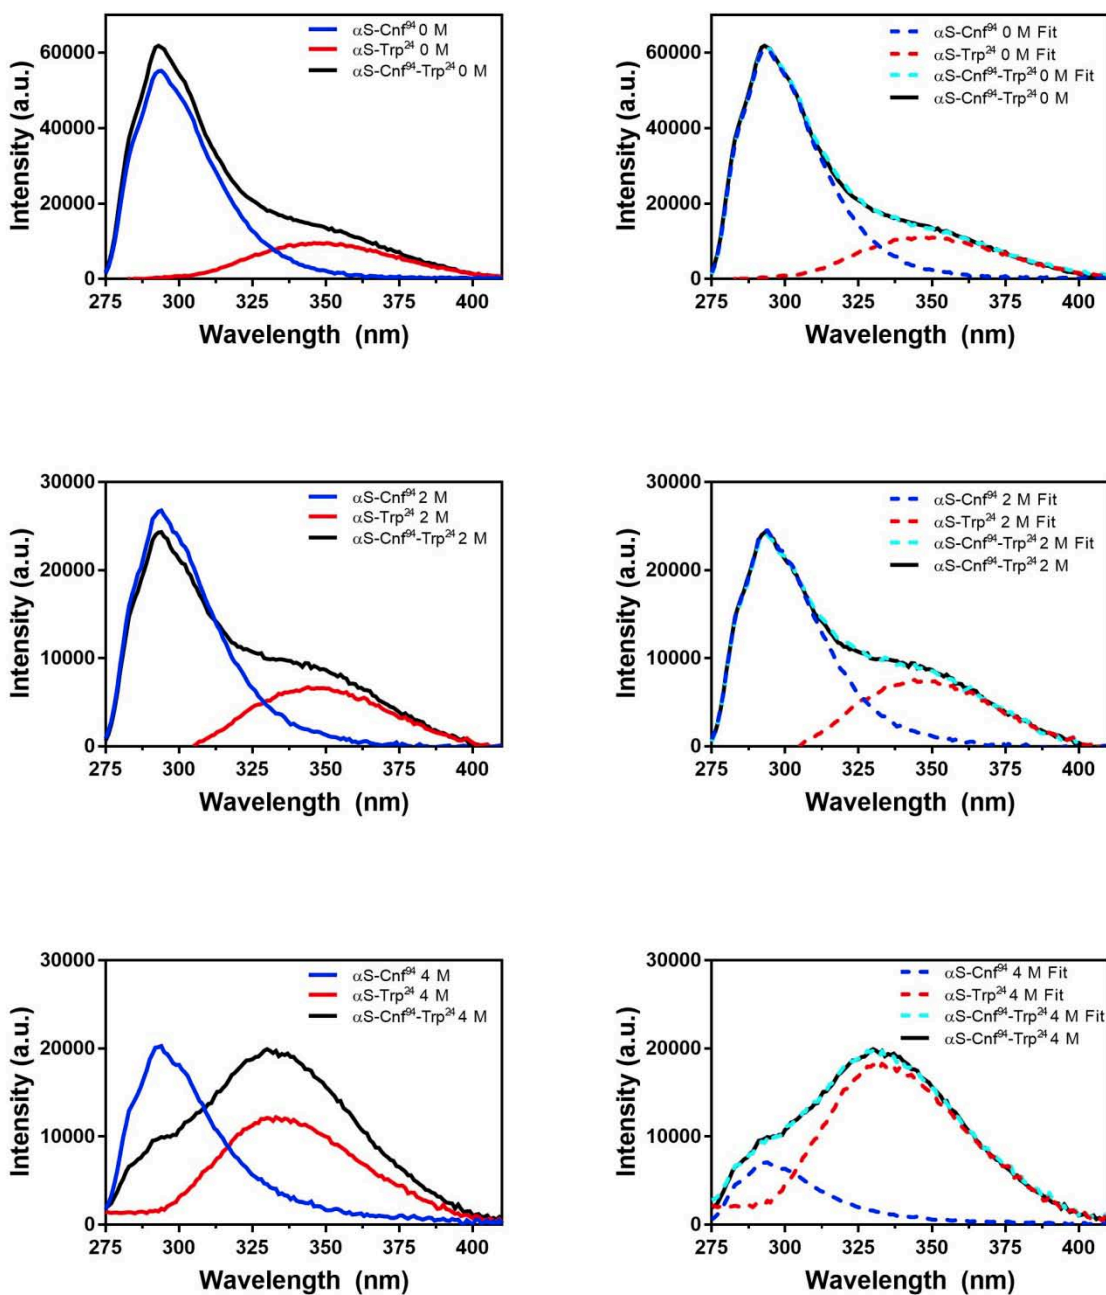 60000
40000
20000
0
Intensity (a.u.)
αS-Cnf⁹⁴ 0 M
αS-Trp²⁴ 0 M
αS-Cnf⁹⁴-Trp²⁴ 0 M
275 300 325 350 375 400
Wavelength (nm)
60000
40000
20000
0
Intensity (a.u.)
αS-Cnf⁹⁴ 0 M Fit
αS-Trp²⁴ 0 M Fit
αS-Cnf⁹⁴-Trp²⁴ 0 M Fit
αS-Cnf⁹⁴-Trp²⁴ 0 M
275 300 325 350 375 400
Wavelength (nm)
30000
20000
10000
0
Intensity (a.u.)
αS-Cnf⁹⁴ 2 M
αS-Trp²⁴ 2 M
αS-Cnf⁹⁴-Trp²⁴ 2 M
275 300 325 350 375 400
Wavelength (nm)
30000
20000
10000
0
Intensity (a.u.)
αS-Cnf⁹⁴ 2 M Fit
αS-Trp²⁴ 2 M Fit
αS-Cnf⁹⁴-Trp²⁴ 2 M Fit
αS-Cnf⁹⁴-Trp²⁴ 2 M
275 300 325 350 375 400
Wavelength (nm)
30000
20000
10000
0
Intensity (a.u.)
αS-Cnf⁹⁴ 4 M
αS-Trp²⁴ 4 M
αS-Cnf⁹⁴-Trp²⁴ 4 M
275 300 325 350 375 400
Wavelength (nm)
30000
20000
10000
0
Intensity (a.u.)
αS-Cnf⁹⁴ 4 M Fit
αS-Trp²⁴ 4 M Fit
αS-Cnf⁹⁴-Trp²⁴ 4 M Fit
αS-Cnf⁹⁴-Trp²⁴ 4 M
275 300 325 350 375 400
Wavelength (nm)